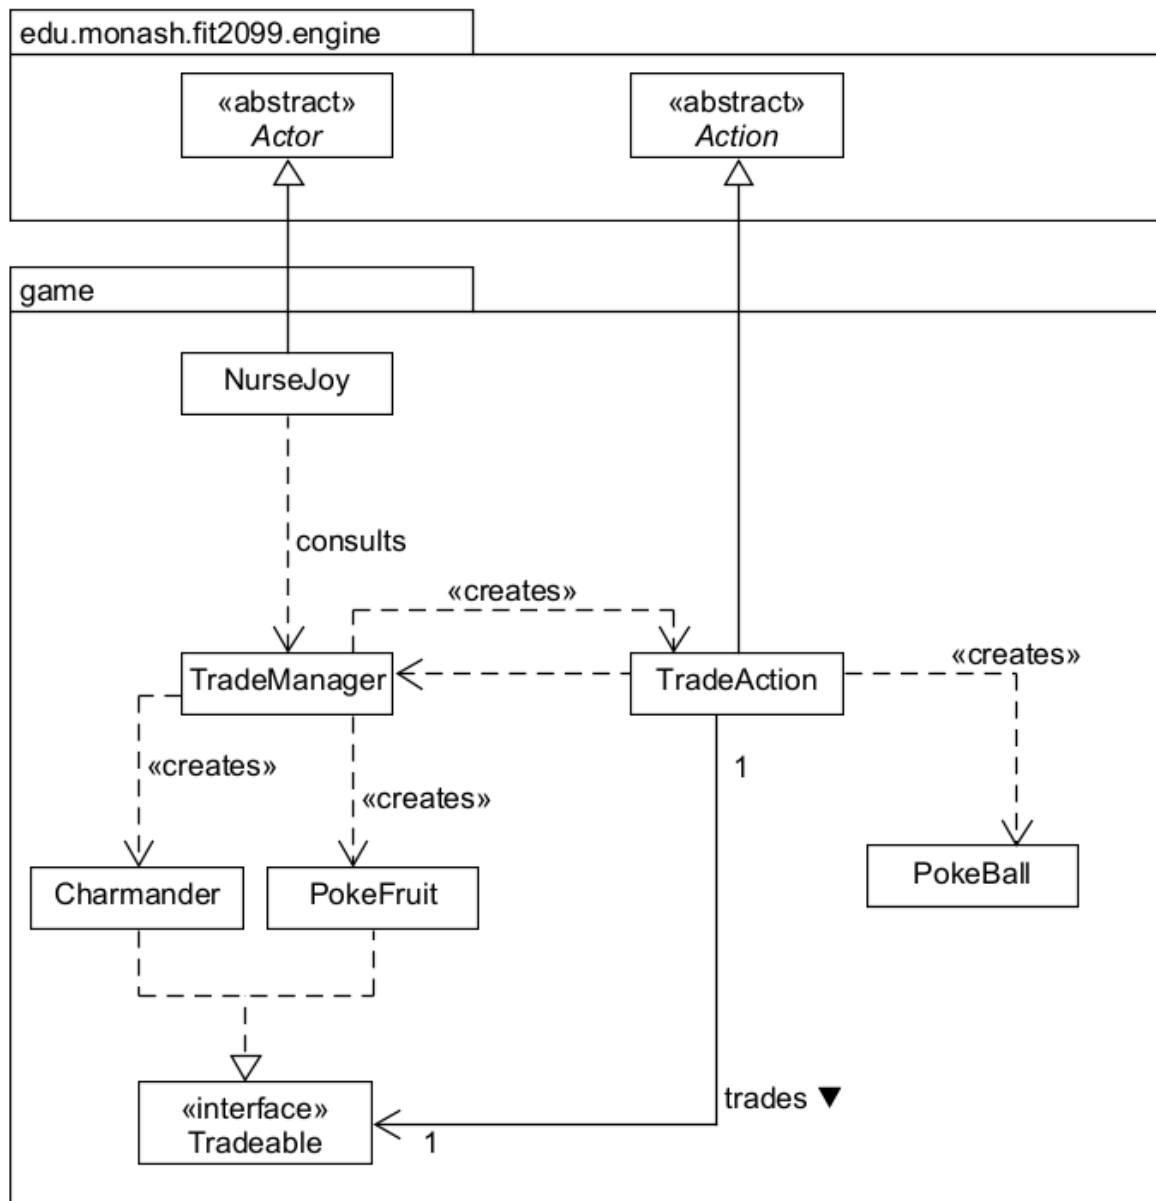 edu.monash.fit2099.engine
«abstract»
Actor
«abstract»
Action
game
NurseJoy
consults
«creates»
TradeManager
TradeAction
«creates»
«creates»
«creates»
1
Charmander
PokeFruit
PokeBall
trades ▼
«interface»
Tradeable
1